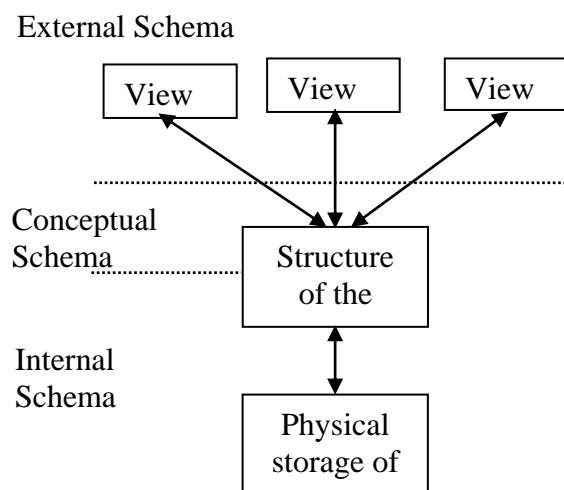 External Schema
View
View
View
Conceptual
Schema
Structure
of the
Internal
Schema
Physical
storage of